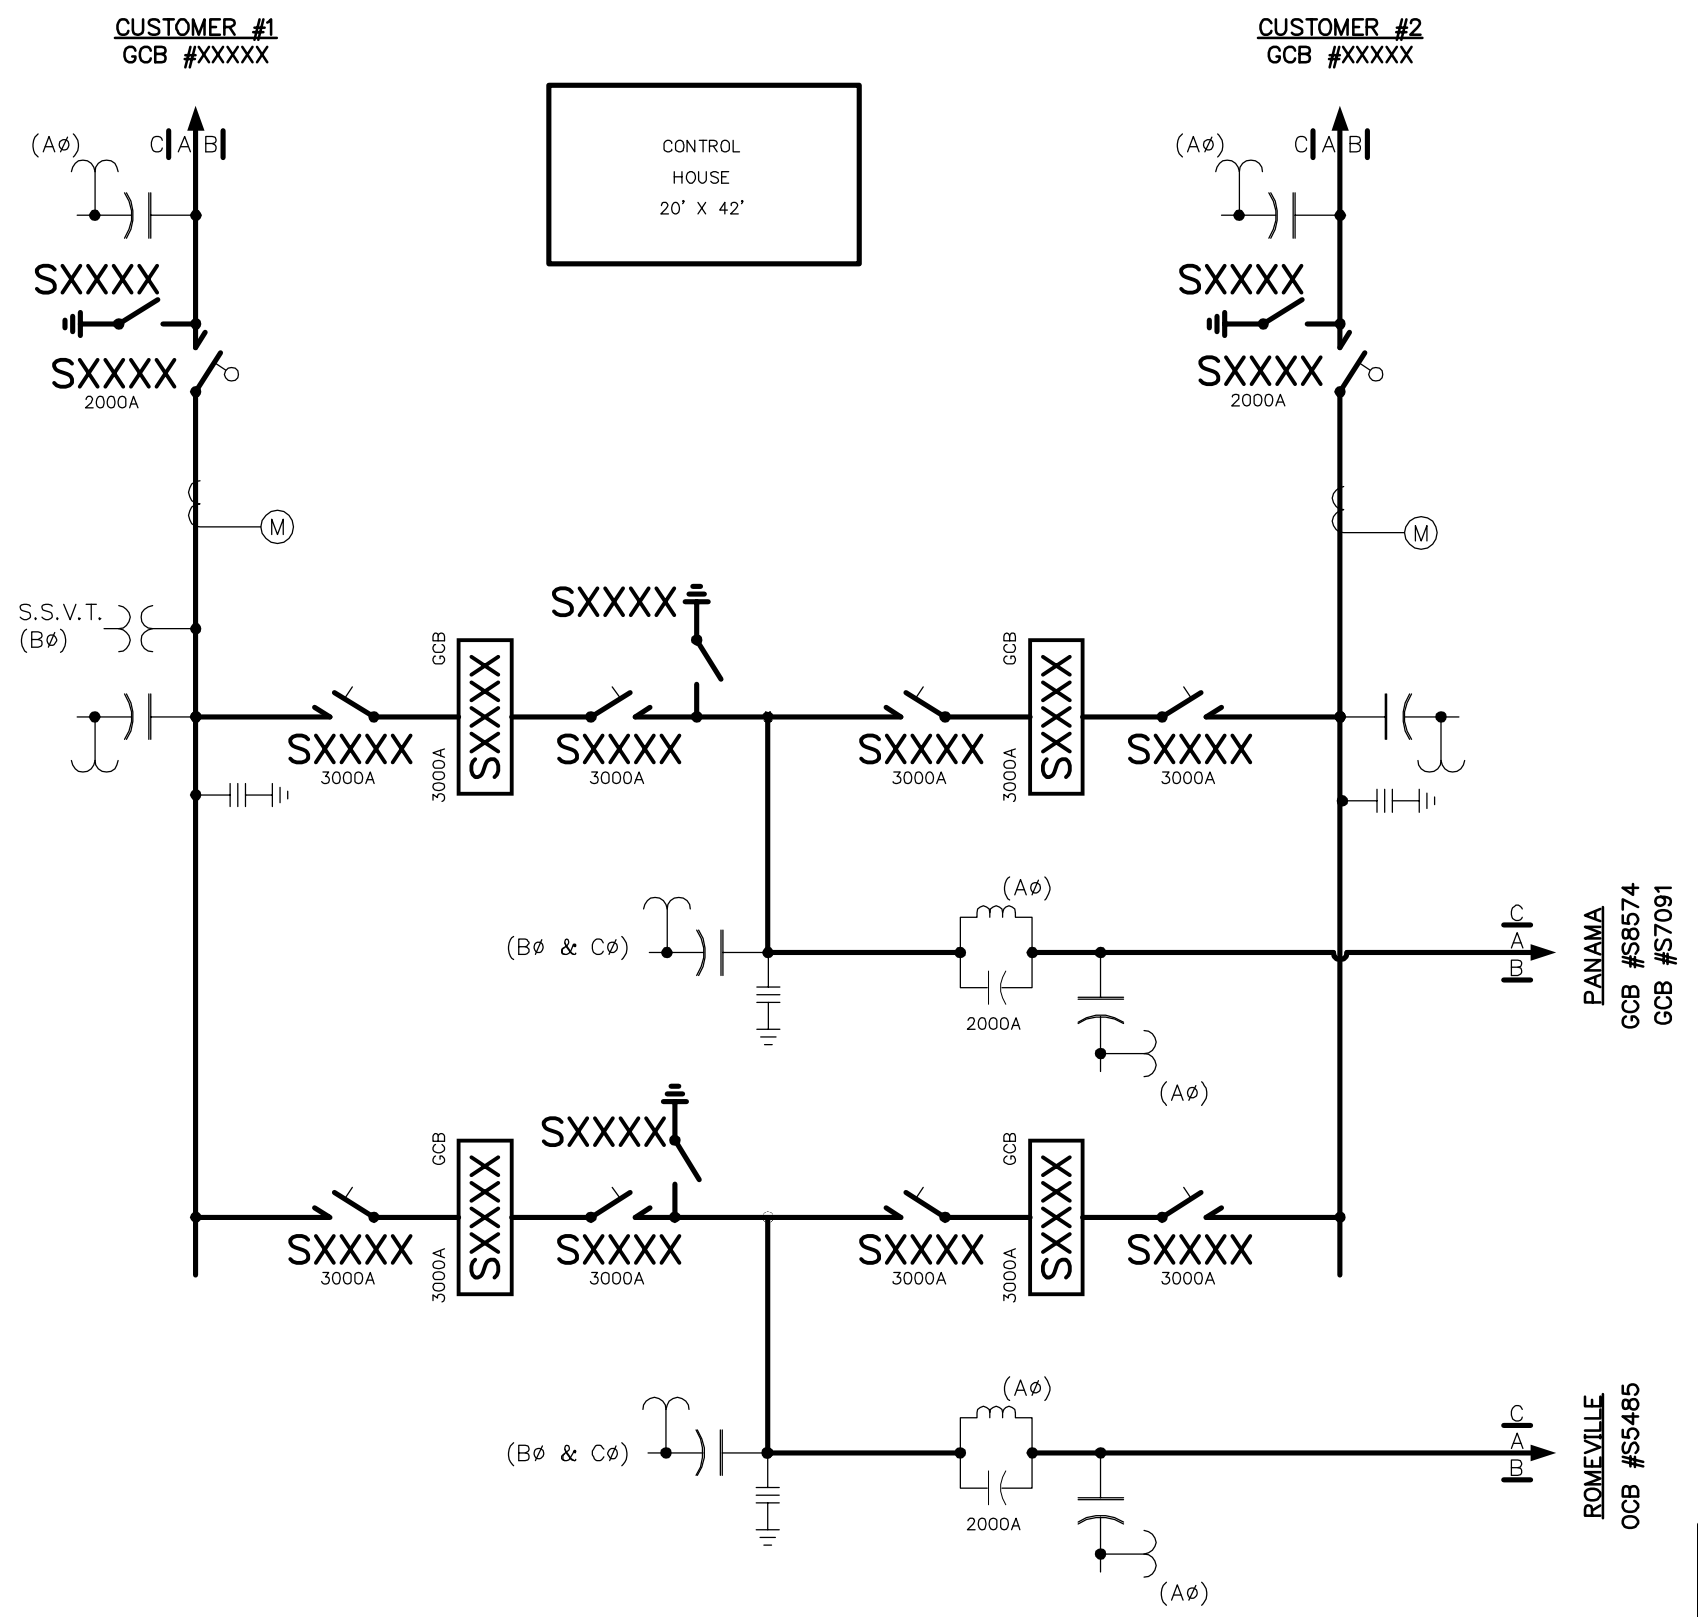 CUSTOMER #1
GCB #XXXXX
CUSTOMER #2
GCB #XXXXX
CONTROL
HOUSE
20' X 42'
(AØ)
C A B
(AØ)
C A B
SXXXX
SXXXX
SXXXX
2000A
SXXXX
2000A
M
M
S.S.V.T.
(BØ)
SXXXX
GCB
SXXXX
3000A
GCB
SXXXX
3000A
SXXXX
3000A
SXXXX
3000A
SXXXX
3000A
SXXXX
3000A
(AØ)
(BØ & CØ)
2000A
(AØ)
C
A
B
PANAMA
GCB #S8574
GCB #S7091
SXXXX
GCB
SXXXX
3000A
GCB
SXXXX
3000A
SXXXX
3000A
SXXXX
3000A
SXXXX
3000A
SXXXX
3000A
(AØ)
(BØ & CØ)
2000A
(AØ)
C
A
B
ROMEVILLE
OCB #S5485